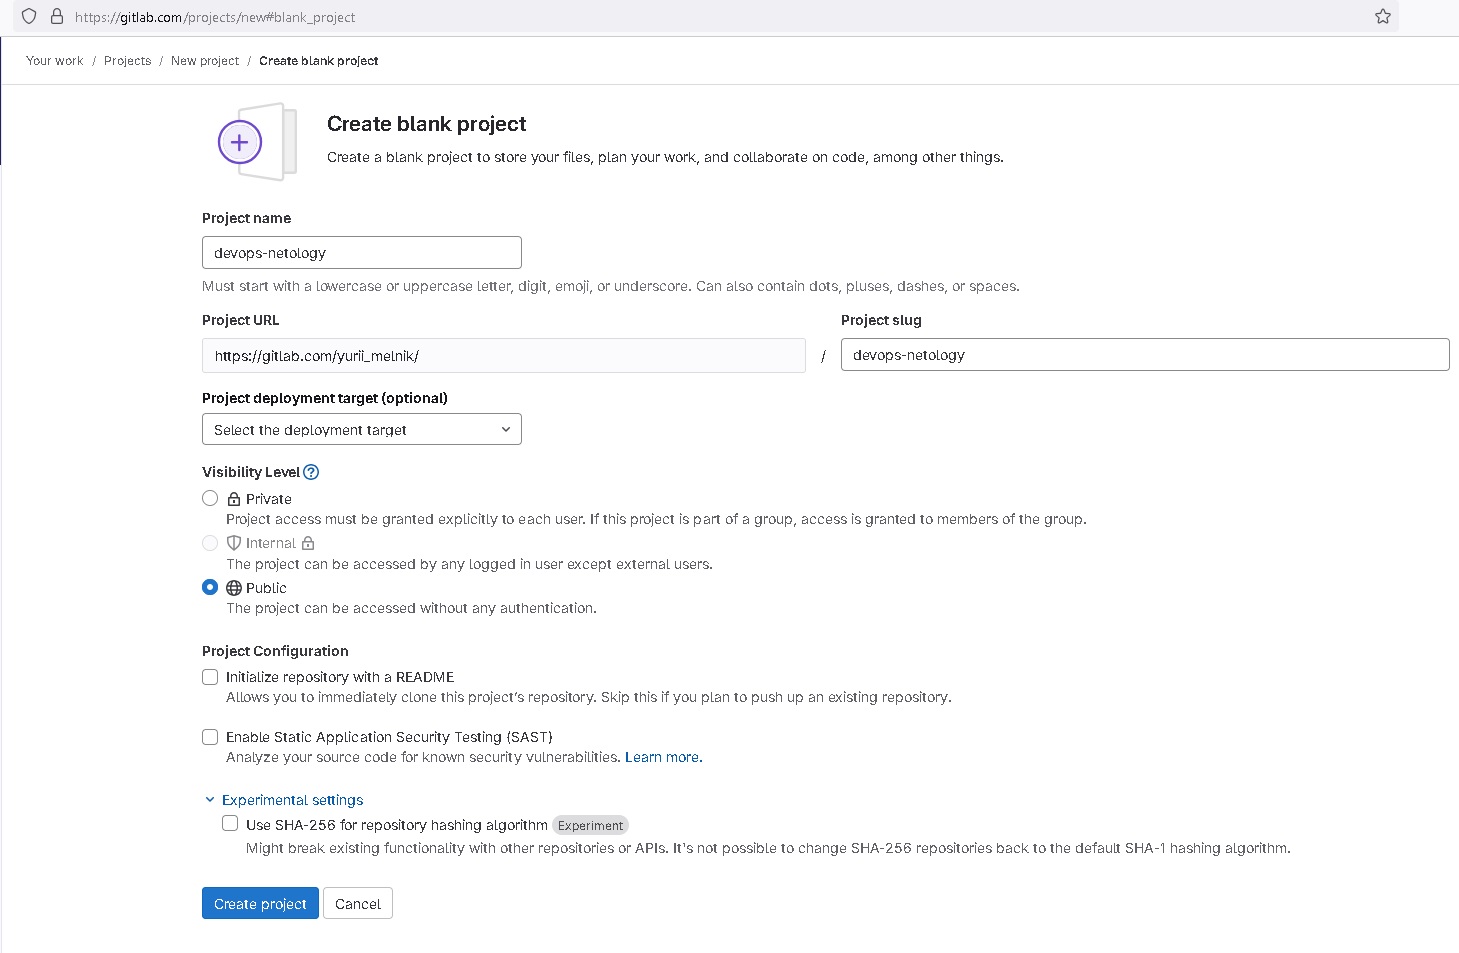 https://gitlab.com/projects/new#blank_project
Your work / Projects / New project / Create blank project
Create blank project
Create a blank project to store your files, plan your work, and collaborate on code, among other things.
Project name
devops-netology
Must start with a lowercase or uppercase letter, digit, emoji, or underscore. Can also contain dots, pluses, dashes, or spaces.
Project URL
Project slug
https://gitlab.com/yurii_melnik/ / devops-netology
Project deployment target (optional)
Select the deployment target
Visibility Level
Private
Project access must be granted explicitly to each user. If this project is part of a group, access is granted to members of the group.
Internal
The project can be accessed by any logged in user except external users.
Public
The project can be accessed without any authentication.
Project Configuration
Initialize repository with a README
Allows you to immediately clone this project's repository. Skip this if you plan to push up an existing repository.
Enable Static Application Security Testing (SAST)
Analyze your source code for known security vulnerabilities. Learn more.
Experimental settings
Use SHA-256 for repository hashing algorithm Experiment
Might break existing functionality with other repositories or APIs. It's not possible to change SHA-256 repositories back to the default SHA-1 hashing algorithm.
Create project Cancel